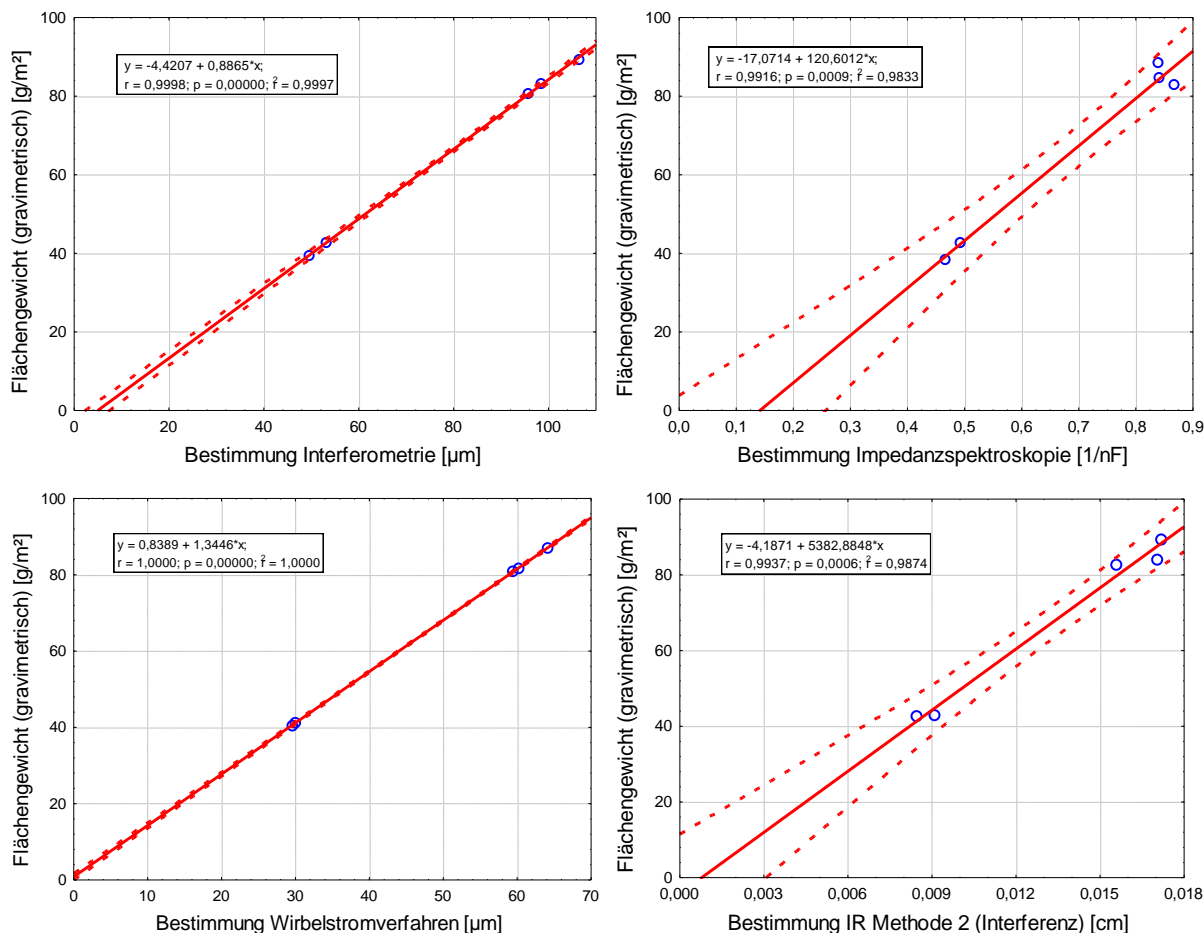 Flächengewicht (gravimetrisch) [g/m²]
100
80
60
40
20
0
y = -4,4207 + 0,8865*x;
r = 0,9998; p = 0,00000; r² = 0,9997
0 20 40 60 80 100
Bestimmung Interferometrie [µm]
Flächengewicht (gravimetrisch) [g/m²]
100
80
60
40
20
0
y = -17,0714 + 120,6012*x;
r = 0,9916; p = 0,0009; r² = 0,9833
0,0 0,1 0,2 0,3 0,4 0,5 0,6 0,7 0,8 0,9
Bestimmung Impedanzspektroskopie [1/nF]
Flächengewicht (gravimetrisch) [g/m²]
100
80
60
40
20
0
y = 0,8389 + 1,3446*x;
r = 1,0000; p = 0,00000; r² = 1,0000
0 10 20 30 40 50 60 70
Bestimmung Wirbelstromverfahren [µm]
Flächengewicht (gravimetrisch) [g/m²]
100
80
60
40
20
0
y = -4,1871 + 5382,8848*x
r = 0,9937; p = 0,0006; r² = 0,9874
0,000 0,003 0,006 0,009 0,012 0,015 0,018
Bestimmung IR Methode 2 (Interferenz) [cm]